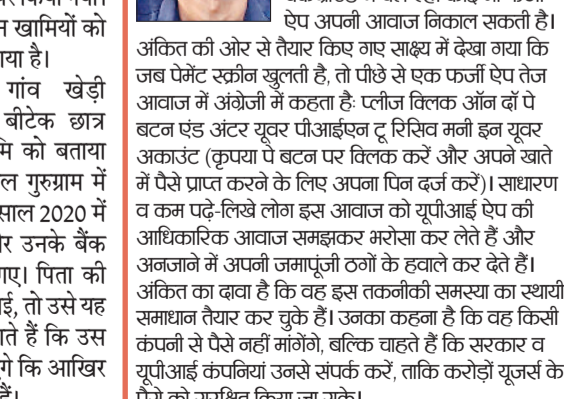 न खामियों को
ाया है।
गांव खेड़ी
बीटेक छात्र
मि को बताया
ल गुरुग्राम में
साल 2020 में
र उनके बैंक
गए। पिता की
ई, तो उसे यह
ाते हैं कि उस
गे कि आखिर
हैं।
ऐप अपनी आवाज निकाल सकती है।
अंकित की ओर से तैयार किए गए साक्ष्य में देखा गया कि
जब पेमेंट स्क्रीन खुलती है, तो पीछे से एक फर्जी ऐप तेज
आवाज में अंग्रेजी में कहता हैः प्लीज क्लिक ऑन दॉ पे
बटन एंड अंटर यूवर पीआईएन टू रिसिव मनी इन यूवर
अकाउंट (कृपया पे बटन पर क्लिक करें और अपने खाते
में पैसे प्राप्त करने के लिए अपना पिन दर्ज करें)। साधारण
व कम पढ़े-लिखे लोग इस आवाज को यूपीआई ऐप की
आधिकारिक आवाज समझकर भरोसा कर लेते हैं और
अनजाने में अपनी जमापूंजी ठगों के हवाले कर देते हैं।
अंकित का दावा है कि वह इस तकनीकी समस्या का स्थायी
समाधान तैयार कर चुके हैं। उनका कहना है कि वह किसी
कंपनी से पैसे नहीं मांगेंगे, बल्कि चाहते हैं कि सरकार व
यूपीआई कंपनियां उनसे संपर्क करें, ताकि करोड़ों यूजर्स के
पैसे को सुरक्षित किया जा सके।